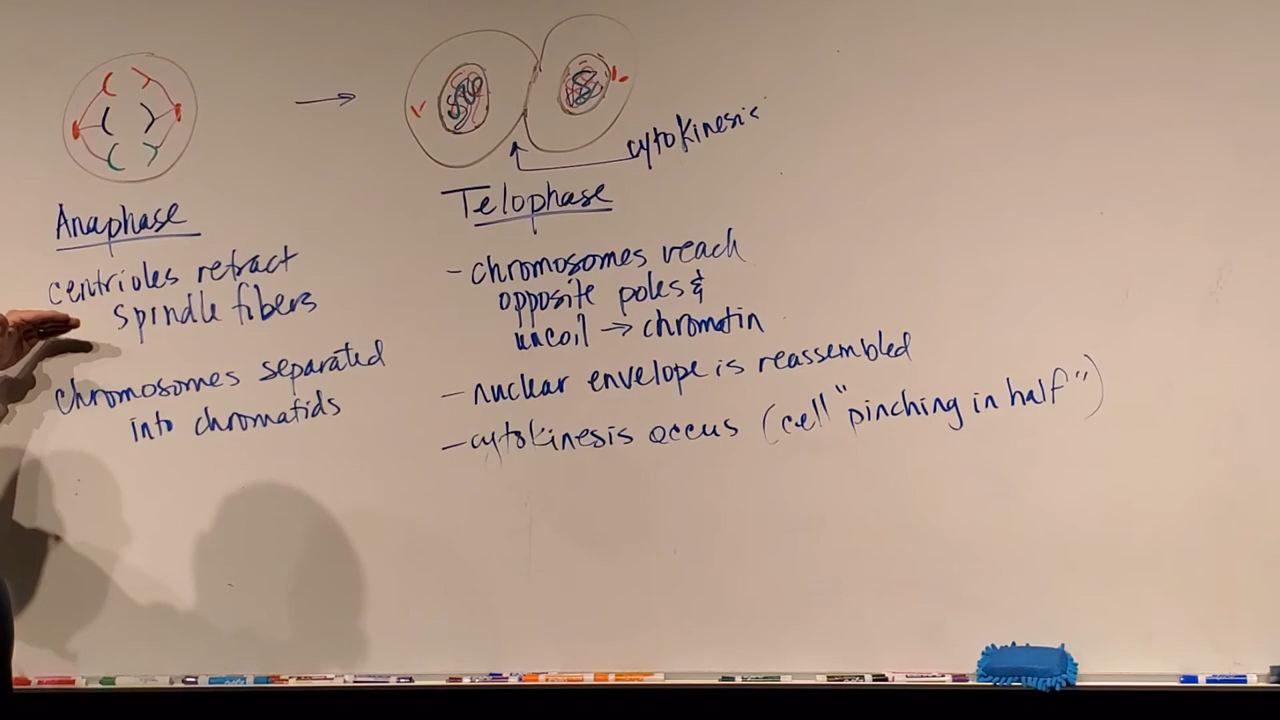 cytokinesis
Anaphase
centrioles retract
spindle fibers
chromosomes separated
into chromatids
Telophase
- chromosomes reach
opposite poles &
uncoil → chromatin
- nuclear envelope is reassembled
- cytokinesis occus (cell "pinching in half")